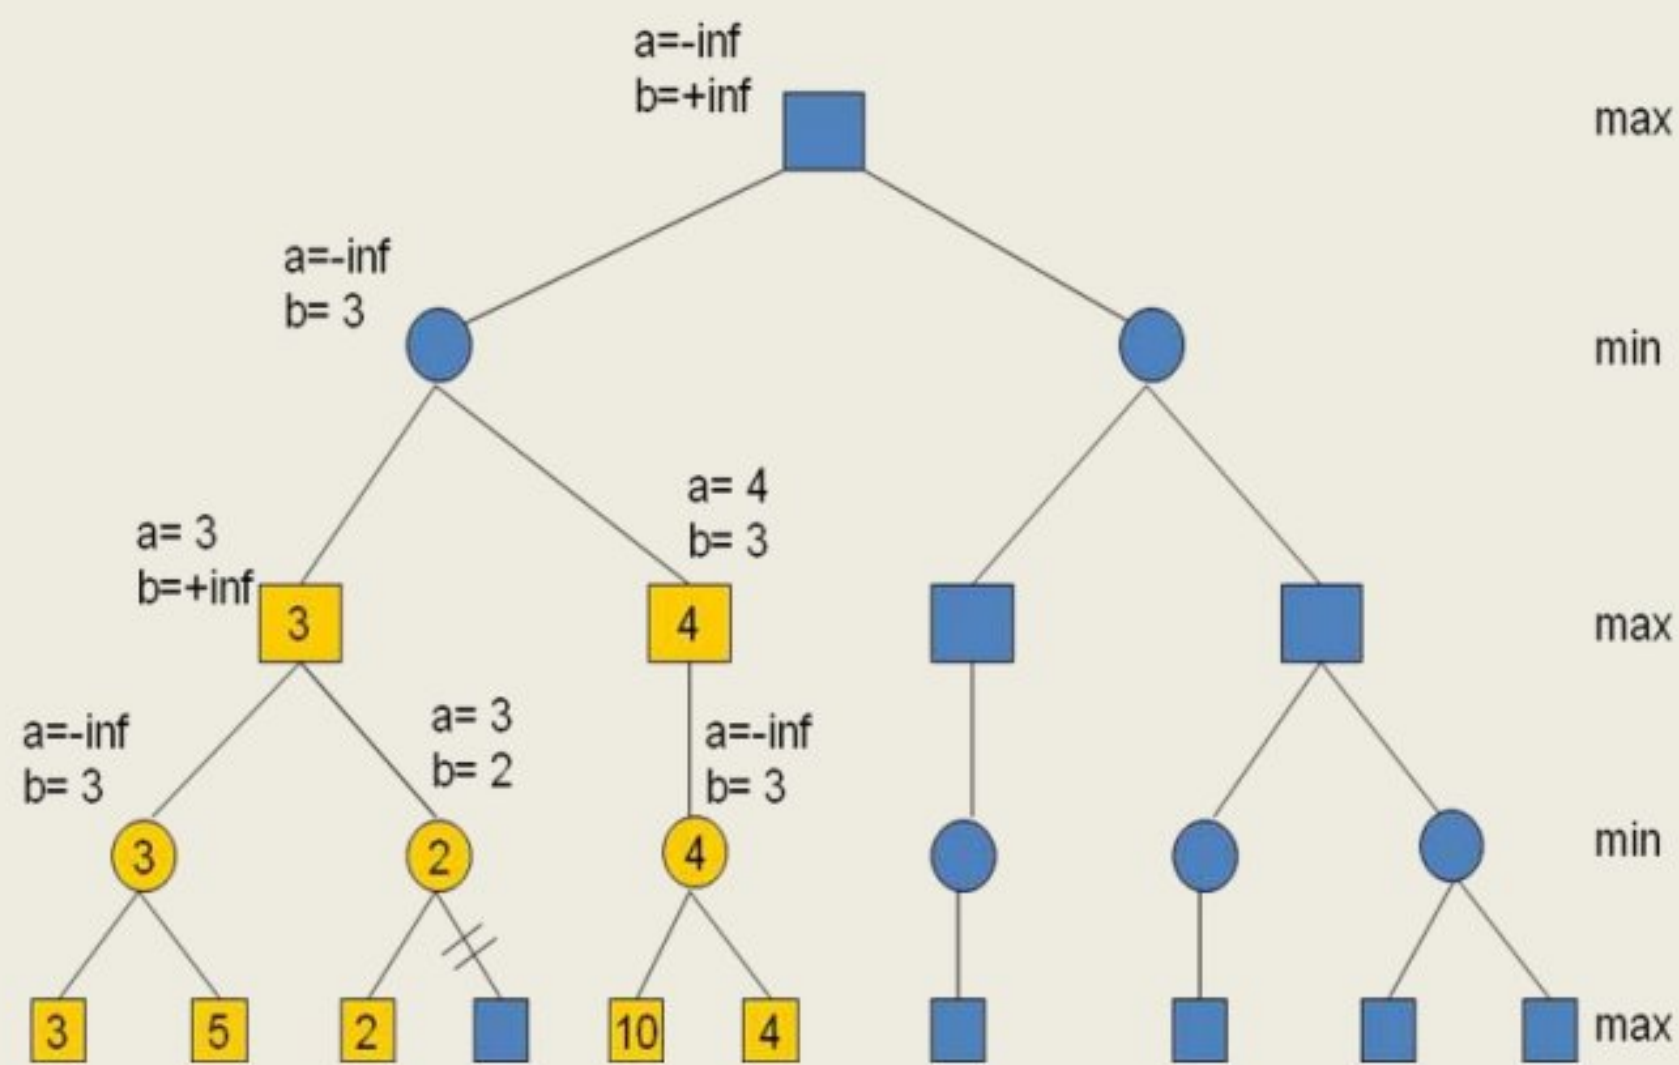 a=-inf
b=+inf
max
a=-inf
b= 3
min
a= 4
b= 3
a= 3
b=+inf
3
4
max
a=-inf
b= 3
a= 3
b= 2
a=-inf
b= 3
3
2
4
min
3
5
2
10
4
max